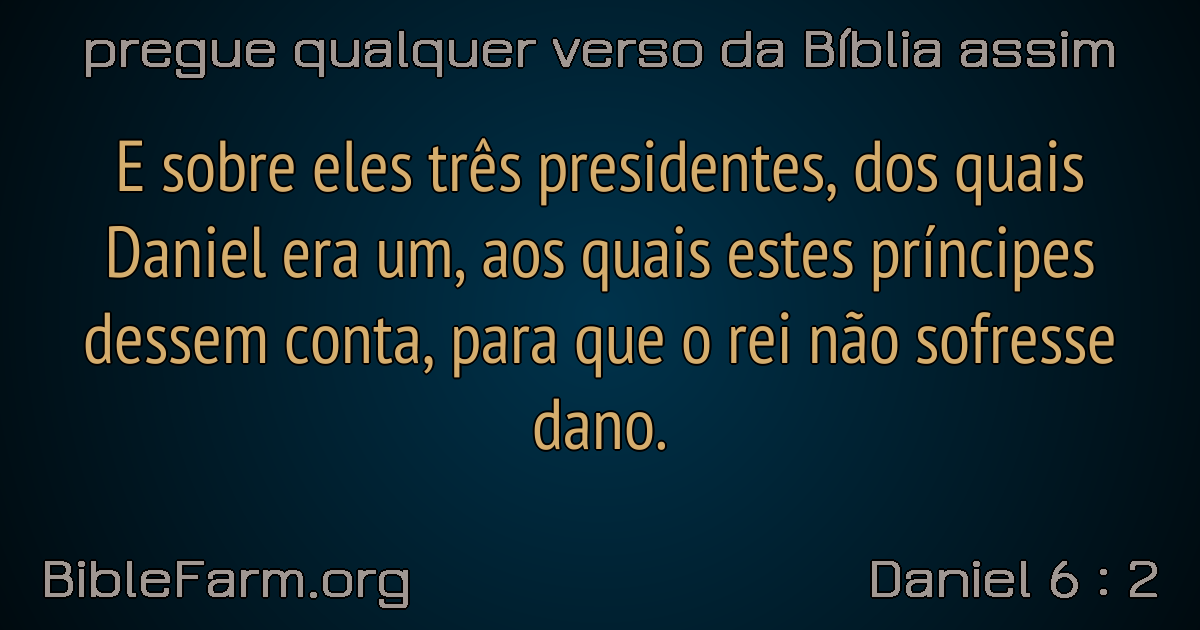 pregue qualquer verso da Bíblia assim
E sobre eles três presidentes, dos quais
Daniel era um, aos quais estes príncipes
dessem conta, para que o rei não sofresse
dano.
BibleFarm.org
Daniel 6 : 2